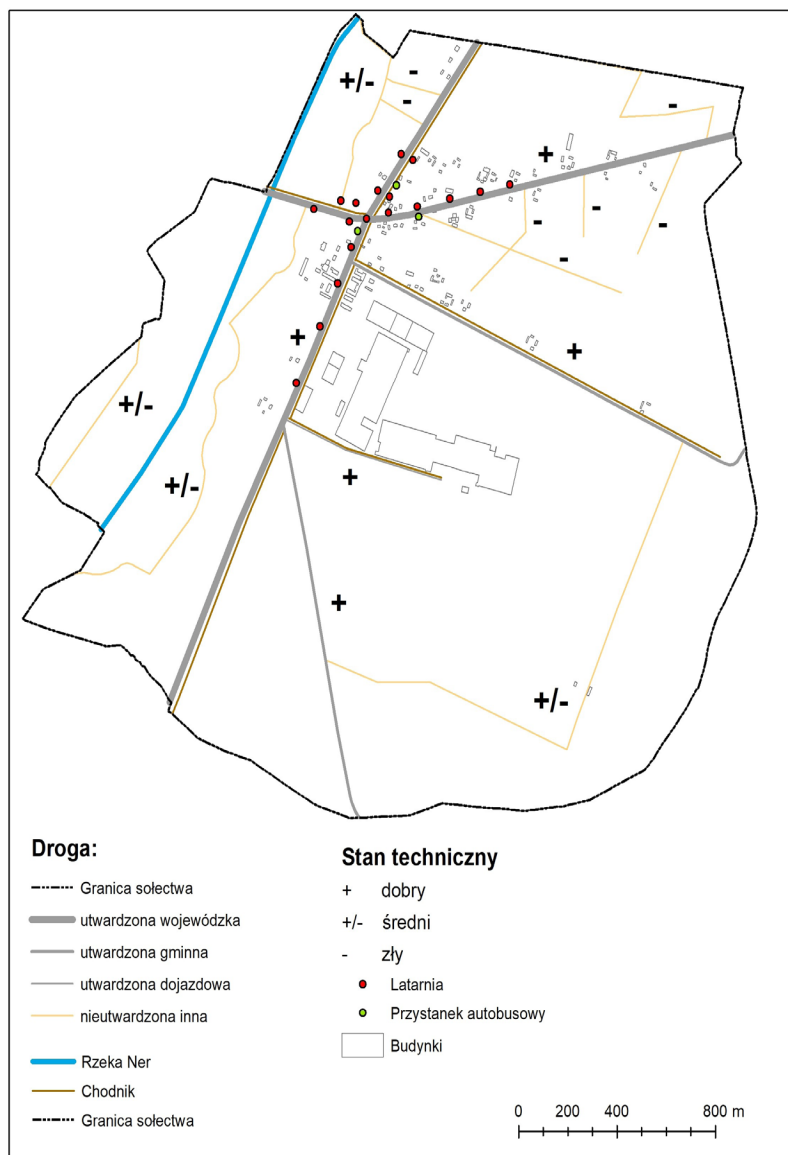 +/-
-
-
-
+
-
-
-
-
+
+
+/-
+/-
+
+
+/-
Droga:
Granica sołectwa
utwardzona wojewódzka
utwardzona gminna
utwardzona dojazdowa
nieutwardzona inna
Rzeka Ner
Chodnik
Granica sołectwa
Stan techniczny
+ dobry
+/- średni
- zły
Latarnia
Przystanek autobusowy
Budynki
0 200 400 800 m